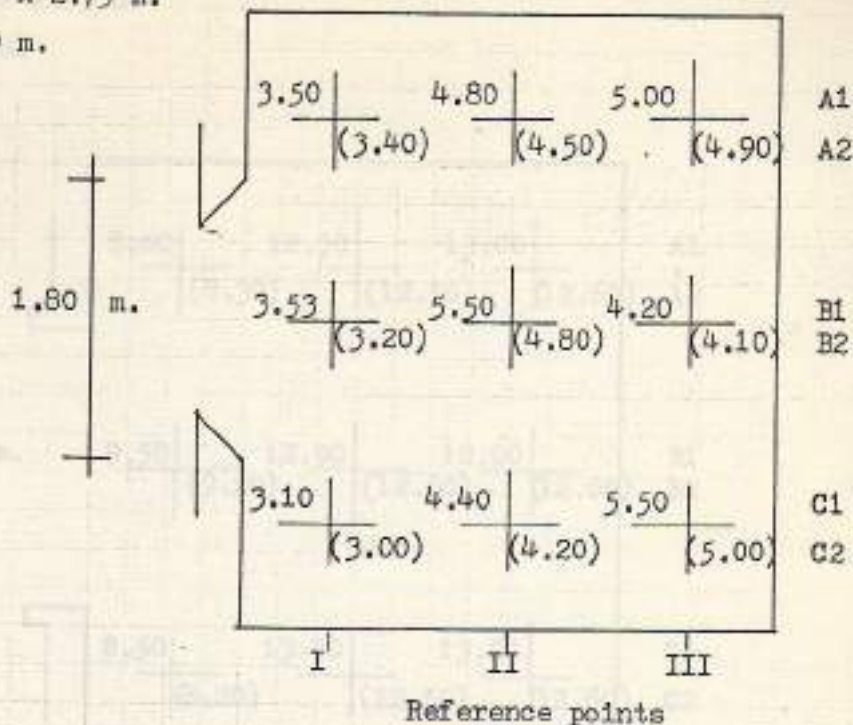 x 2.75 m.
m.
3.50 4.80 5.00 A1
(3.40) (4.50) (4.90) A2
1.80 m. 3.53 5.50 4.20 B1
(3.20) (4.80) (4.10) B2
3.10 4.40 5.50 C1
(3.00) (4.20) (5.00) C2
I II III
Reference points